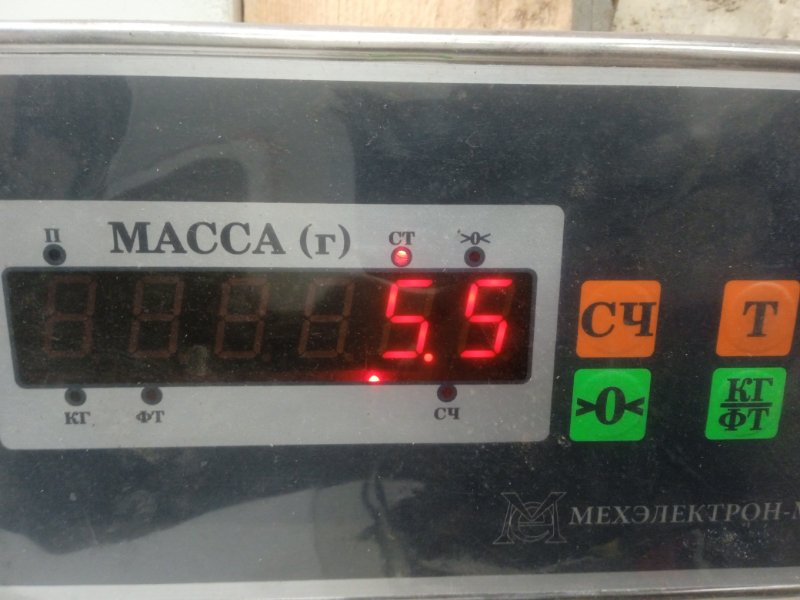 П МАССА (г) СТ >0<
5.5
КГ ФТ СЧ
СЧ Т
>0< КГ/ФТ
МЕХЭЛЕКТРОН-М